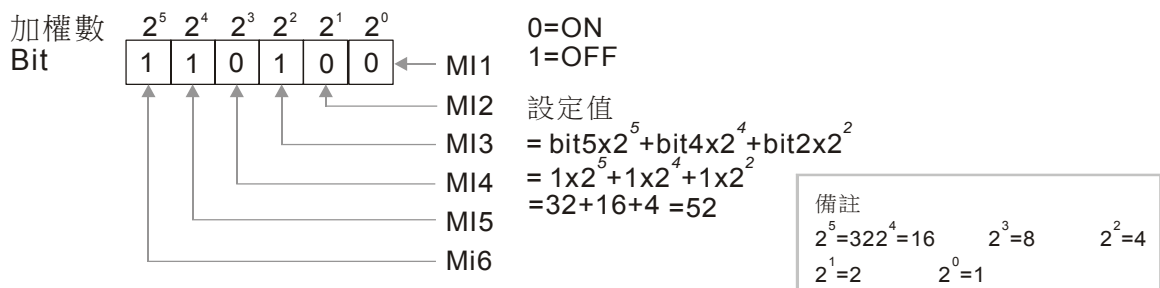 加權數 2⁵ 2⁴ 2³ 2² 2¹ 2⁰
Bit 1 1 0 1 0 0
MI1
MI2
MI3
MI4
MI5
Mi6
0=ON
1=OFF
設定值
= bit5x2⁵+bit4x2⁴+bit2x2²
= 1x2⁵+1x2⁴+1x2²
=32+16+4 =52
備註
2⁵=322⁴=16 2³=8 2²=4
2¹=2 2⁰=1